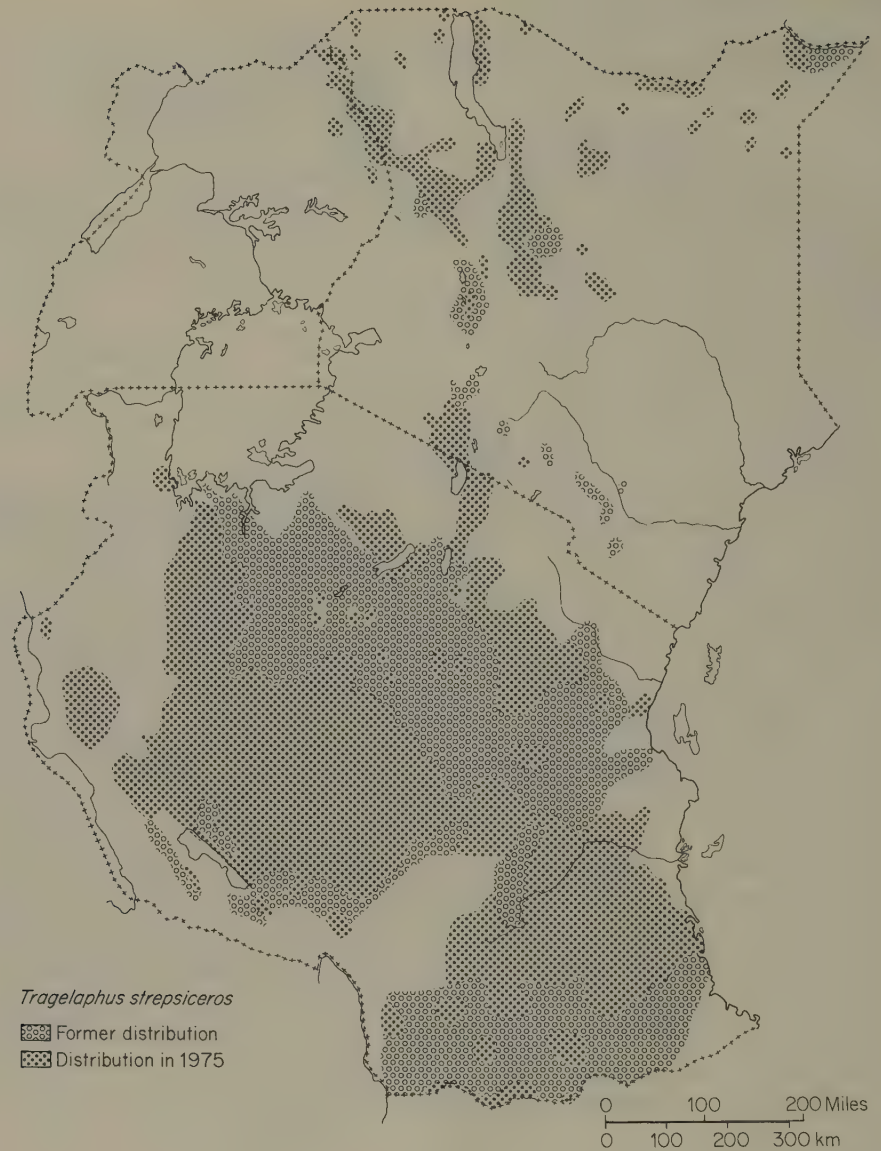 Tragelaphus strepsiceros
Former distribution
Distribution in 1975
0 100 200 Miles
0 100 200 300 km